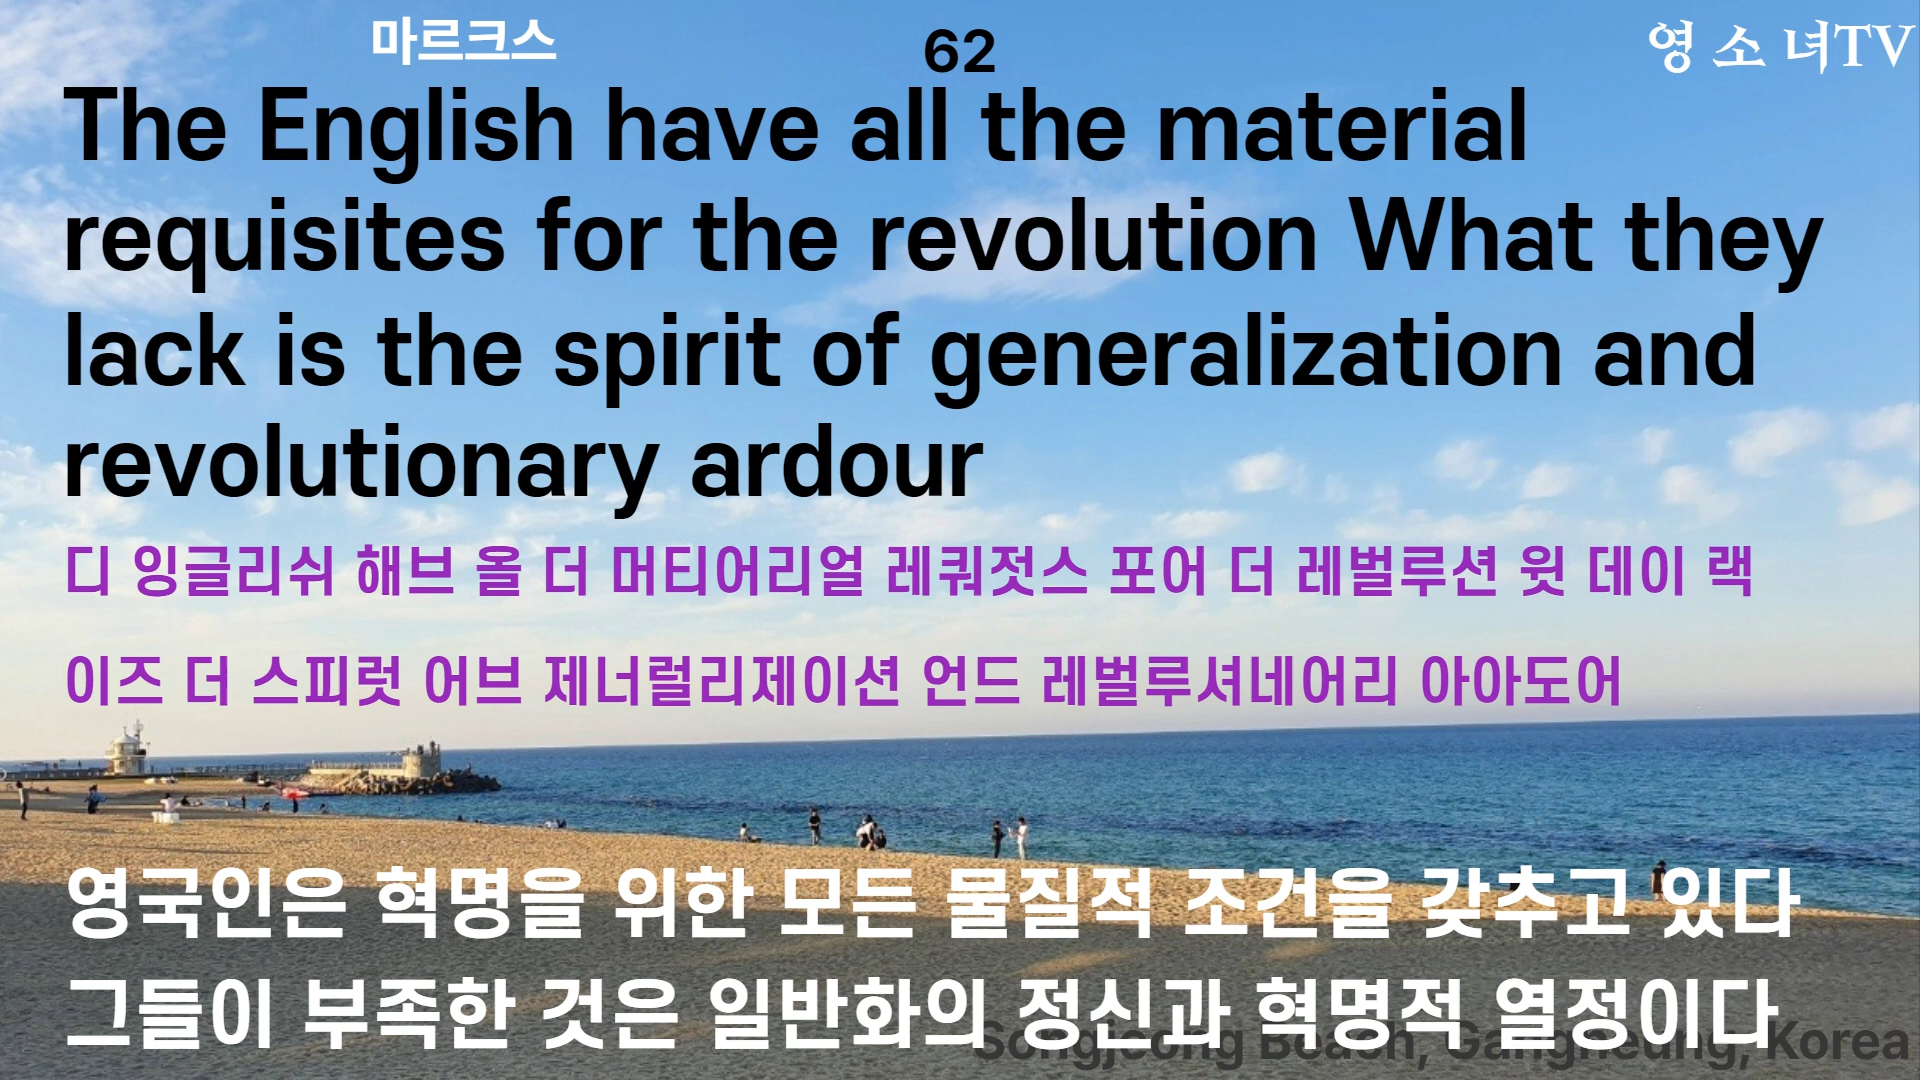 마르크스
62
영 소 녀TV
The English have all the material
requisites for the revolution What they
lack is the spirit of generalization and
revolutionary ardour
디 잉글리쉬 해브 올 더 머티어리얼 레쿼젓스 포어 더 레벌루션 윗 데이 랙
이즈 더 스피럿 어브 제너럴리제이션 언드 레벌루셔네어리 아아도어
영국인은 혁명을 위한 모든 물질적 조건을 갖추고 있다
그들이 부족한 것은 일반화의 정신과 혁명적 열정이다
Songjeong Beach, Gangneung, Korea